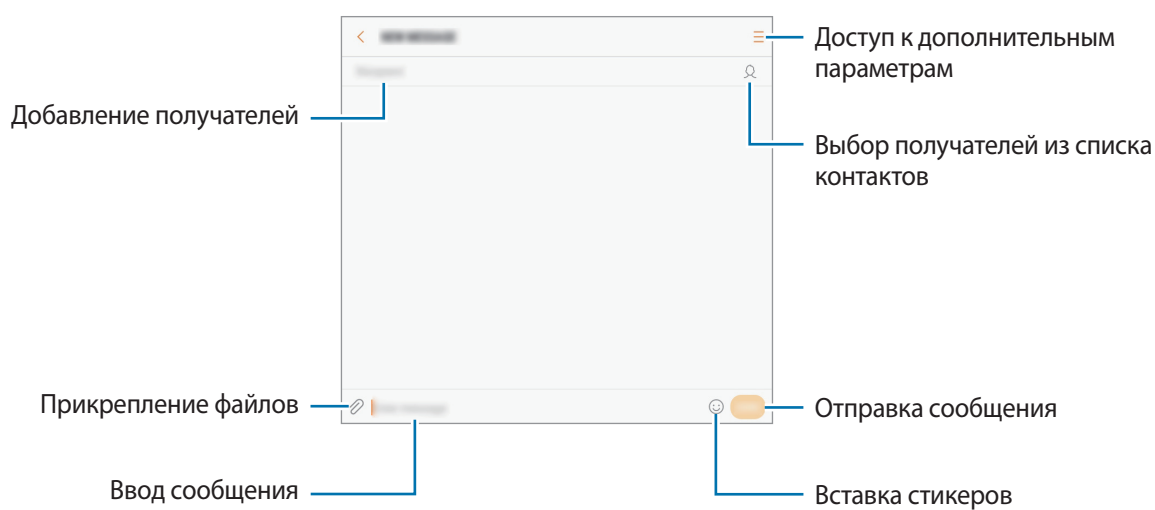 Доступ к дополнительным
параметрам
Добавление получателей
Выбор получателей из списка
контактов
Прикрепление файлов
Отправка сообщения
Ввод сообщения
Вставка стикеров